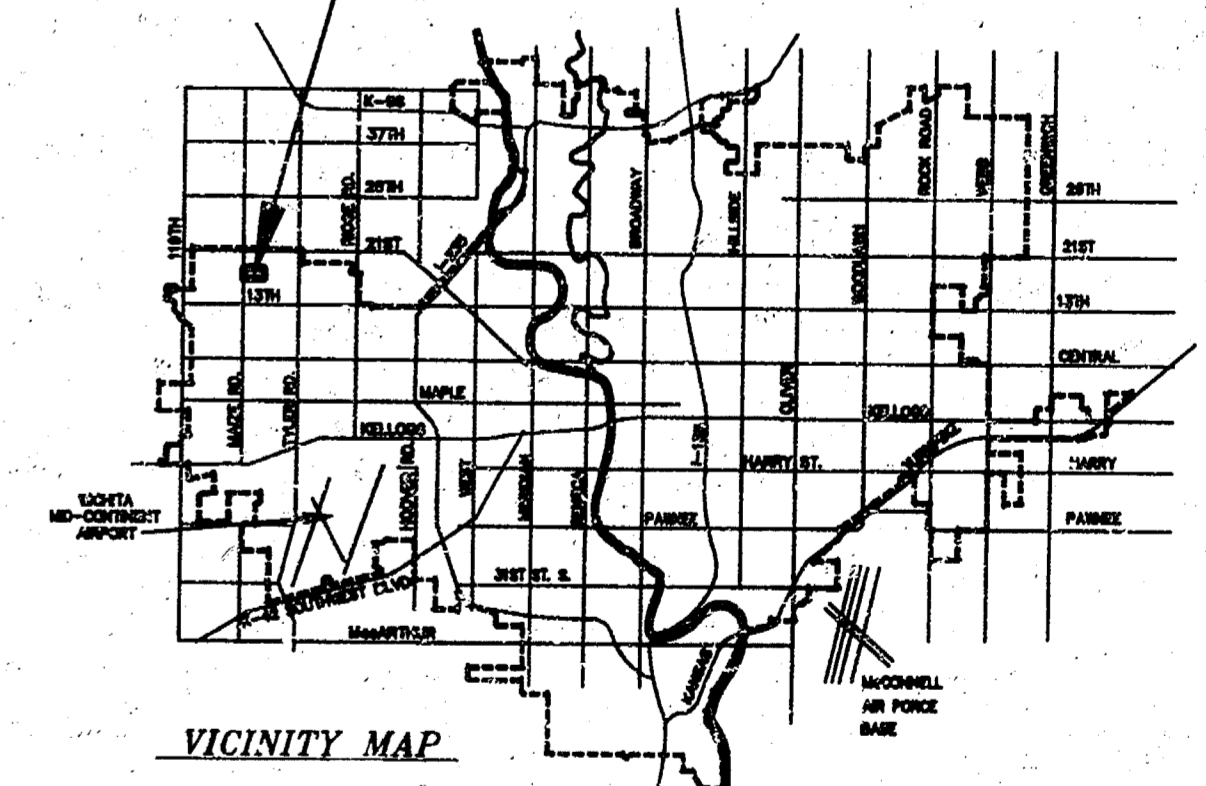 K-96
37TH
29TH
RIDGE RD.
21ST
119TH
13TH
I-235
BROADWAY
HILLSIDE
WOODLAWN
ROCK ROAD
WEBB
GREENWICH
29TH
21ST
13TH
CENTRAL
MAPLE
MAIZE RD.
TYLER RD.
KELLOGG
OLIVER
KELLOGG
HOOVER RD.
WEST
MERIDIAN
SENECA
I-135
HARRY ST.
HARRY
WICHITA
MID-CONTINENT
AIRPORT
PAWNEE
PAWNEE
31ST ST. S.
K-42 SOUTHWEST BLVD.
MacARTHUR
McCONNELL
AIR FORCE
BASE
VICINITY MAP